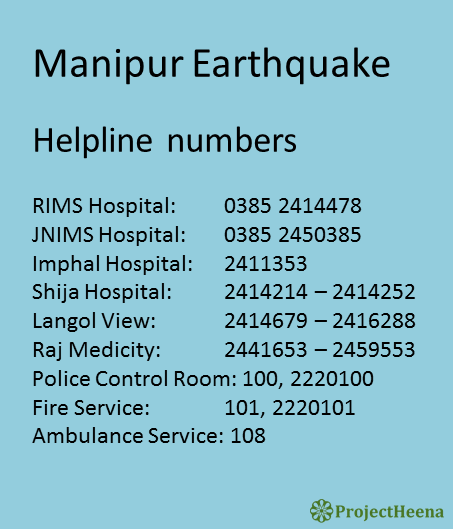 Manipur Earthquake
Helpline numbers
RIMS Hospital: 0385 2414478
JNIMS Hospital: 0385 2450385
Imphal Hospital: 2411353
Shija Hospital: 2414214 – 2414252
Langol View: 2414679 – 2416288
Raj Medicity: 2441653 – 2459553
Police Control Room: 100, 2220100
Fire Service: 101, 2220101
Ambulance Service: 108
ProjectHeena